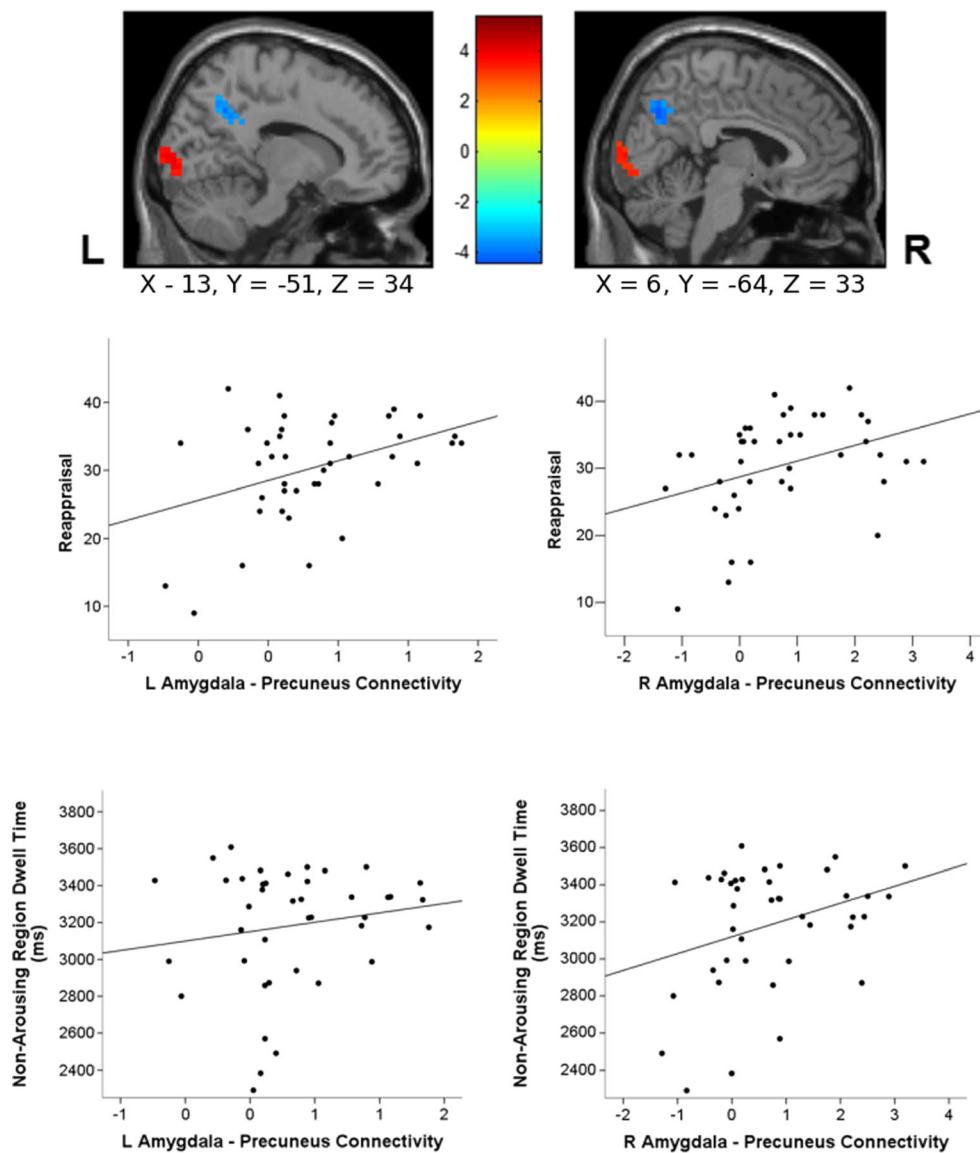 4
2
0
-2
-4
L
R
X - 13, Y = -51, Z = 34
X = 6, Y = -64, Z = 33
Reappraisal
40
30
20
10
-1 0 0 1 1 2
L Amygdala - Precuneus Connectivity
Reappraisal
40
30
20
10
-2 -1 0 1 2 3 4
R Amygdala - Precuneus Connectivity
Non-Arousing Region Dwell Time
(ms)
3800
3600
3400
3200
3000
2800
2600
2400
-1 0 0 1 1 2
L Amygdala - Precuneus Connectivity
Non-Arousing Region Dwell Time
(ms)
3800
3600
3400
3200
3000
2800
2600
2400
-2 -1 0 1 2 3 4
R Amygdala - Precuneus Connectivity